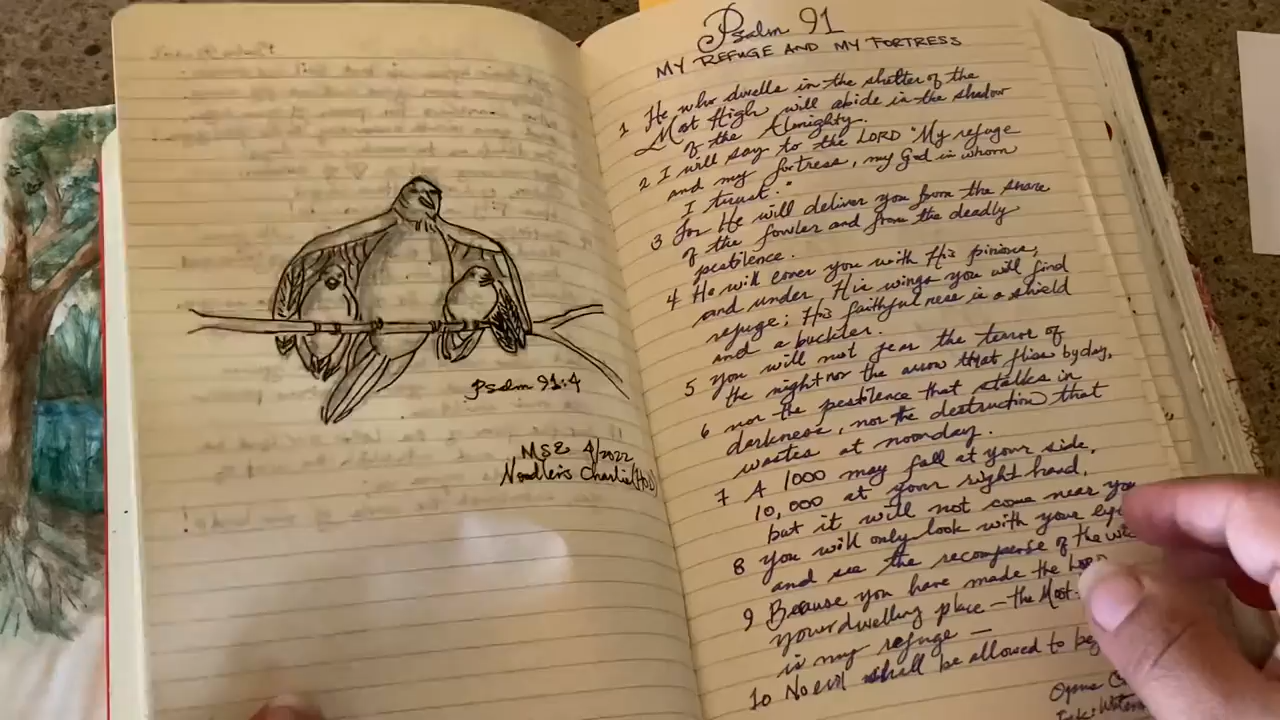 Psalm 91:4
MSE 4/2022
Noodler's Charlie (HOD)
Psalm 91
MY REFUGE AND MY FORTRESS
1 He who dwells in the shelter of the
Most High will abide in the shadow
of the Almighty.
2 I will say to the LORD "My refuge
and my fortress, my God in whom
I trust."
3 For He will deliver you from the snare
of the fowler and from the deadly
pestilence.
4 He will cover you with His pinions,
and under His wings you will find
refuge; His faithfulness is a shield
and a buckler.
5 You will not fear the terror of
the night nor the arrow that flies by day,
6 nor the pestilence that stalks in
darkness, nor the destruction that
wastes at noonday.
7 A 1000 may fall at your side,
10,000 at your right hand,
but it will not come near you
8 You will only look with your
and see the recompense of the
9 Because you have made the LORD
your dwelling place — the Most
is my refuge —
10 No evil shall be allowed to
Opus
Ink: